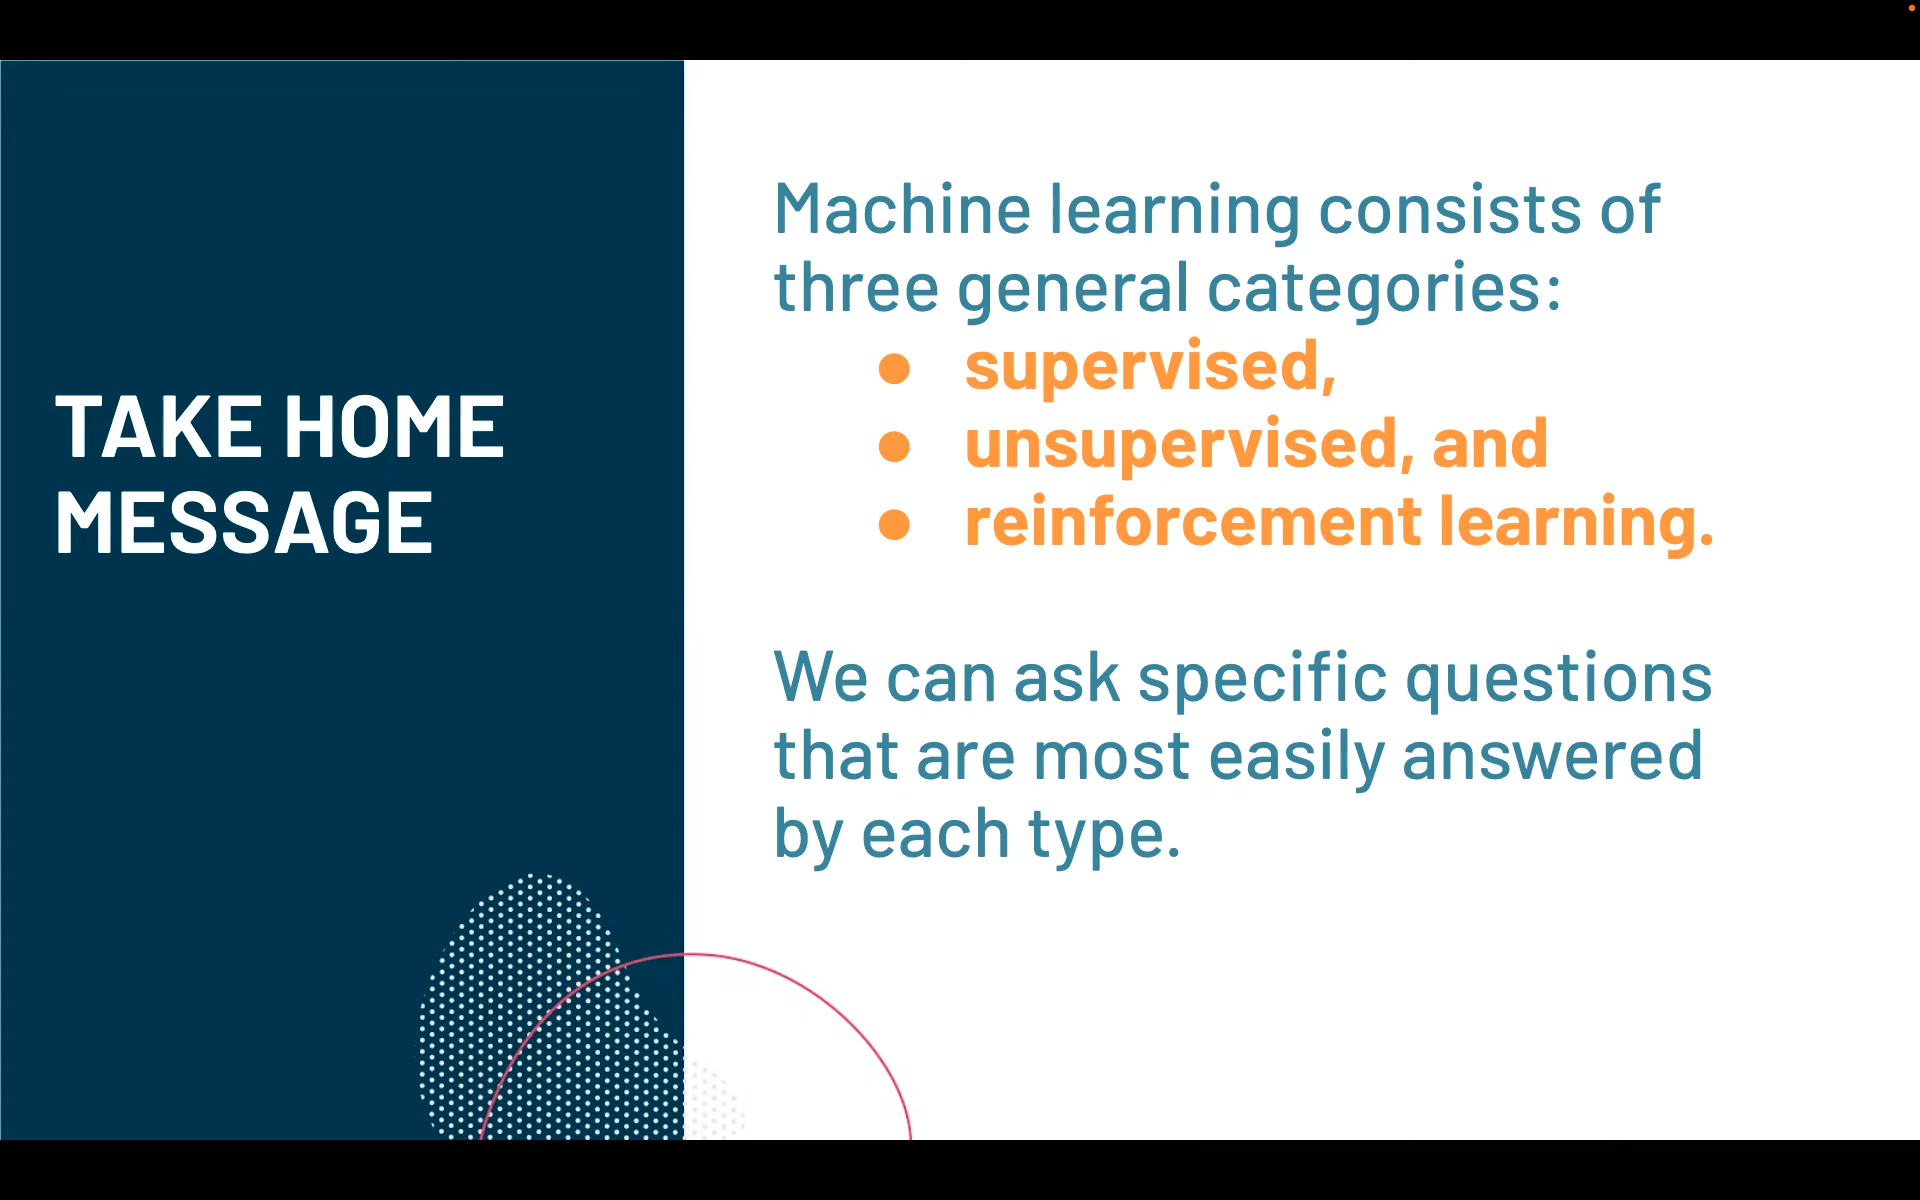 TAKE HOME
MESSAGE
Machine learning consists of
three general categories:
● supervised,
● unsupervised, and
● reinforcement learning.
We can ask specific questions
that are most easily answered
by each type.